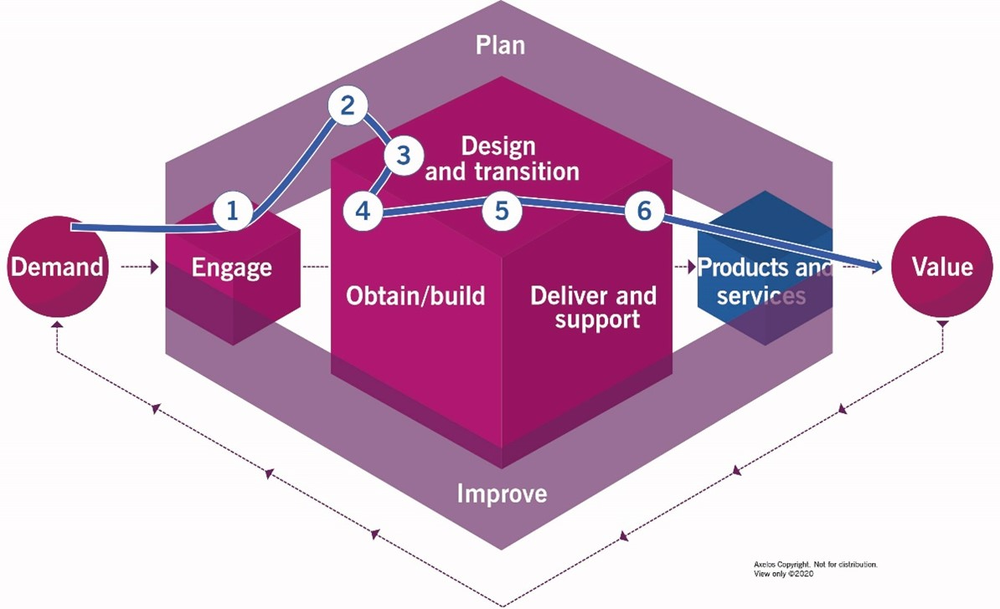 Plan
2
3
Design
and transition
1
4
5
6
Demand
Engage
Products and
services
Value
Obtain/build
Deliver and
support
Improve
Axelos Copyright. Not for distribution.
View only ©2020